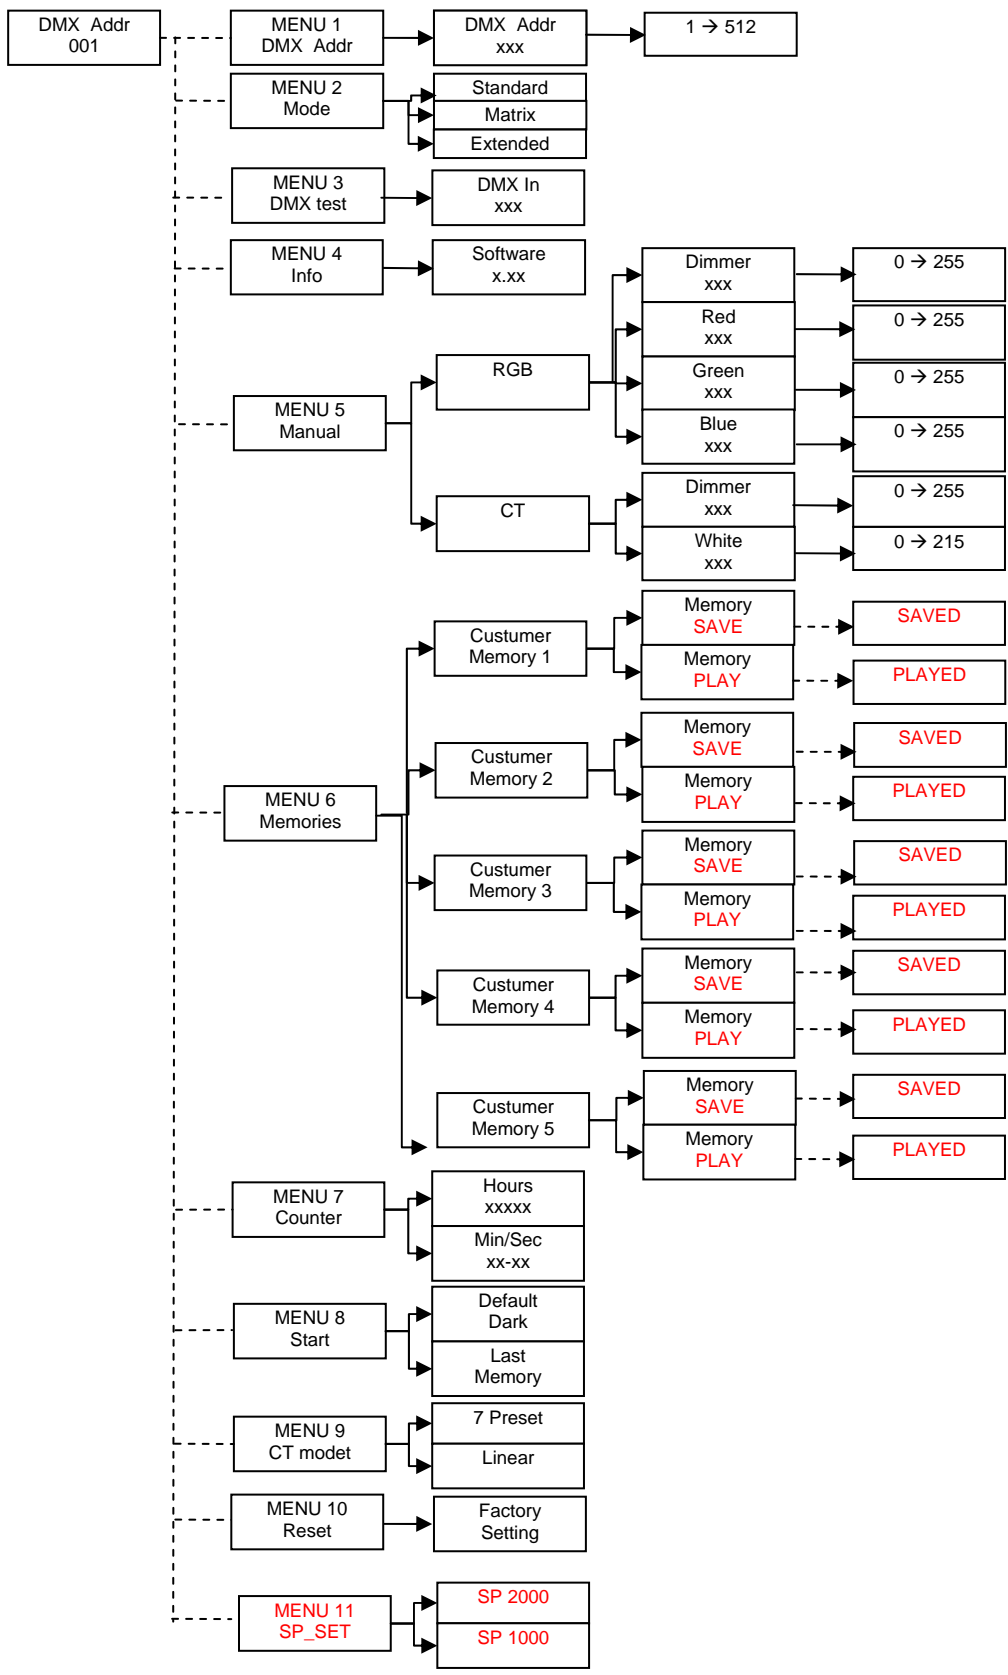 DMX Addr
001
MENU 1
DMX Addr
DMX Addr
xxx
1 → 512
MENU 2
Mode
Standard
Matrix
Extended
MENU 3
DMX test
DMX In
xxx
MENU 4
Info
Software
x.xx
MENU 5
Manual
RGB
Dimmer
xxx
0 → 255
Red
xxx
0 → 255
Green
xxx
0 → 255
Blue
xxx
0 → 255
CT
Dimmer
xxx
0 → 255
White
xxx
0 → 215
MENU 6
Memories
Custumer
Memory 1
Memory
SAVE
SAVED
Memory
PLAY
PLAYED
Custumer
Memory 2
Memory
SAVE
SAVED
Memory
PLAY
PLAYED
Custumer
Memory 3
Memory
SAVE
SAVED
Memory
PLAY
PLAYED
Custumer
Memory 4
Memory
SAVE
SAVED
Memory
PLAY
PLAYED
Custumer
Memory 5
Memory
SAVE
SAVED
Memory
PLAY
PLAYED
MENU 7
Counter
Hours
xxxxx
Min/Sec
xx-xx
MENU 8
Start
Default
Dark
Last
Memory
MENU 9
CT modet
7 Preset
Linear
MENU 10
Reset
Factory
Setting
MENU 11
SP_SET
SP 2000
SP 1000